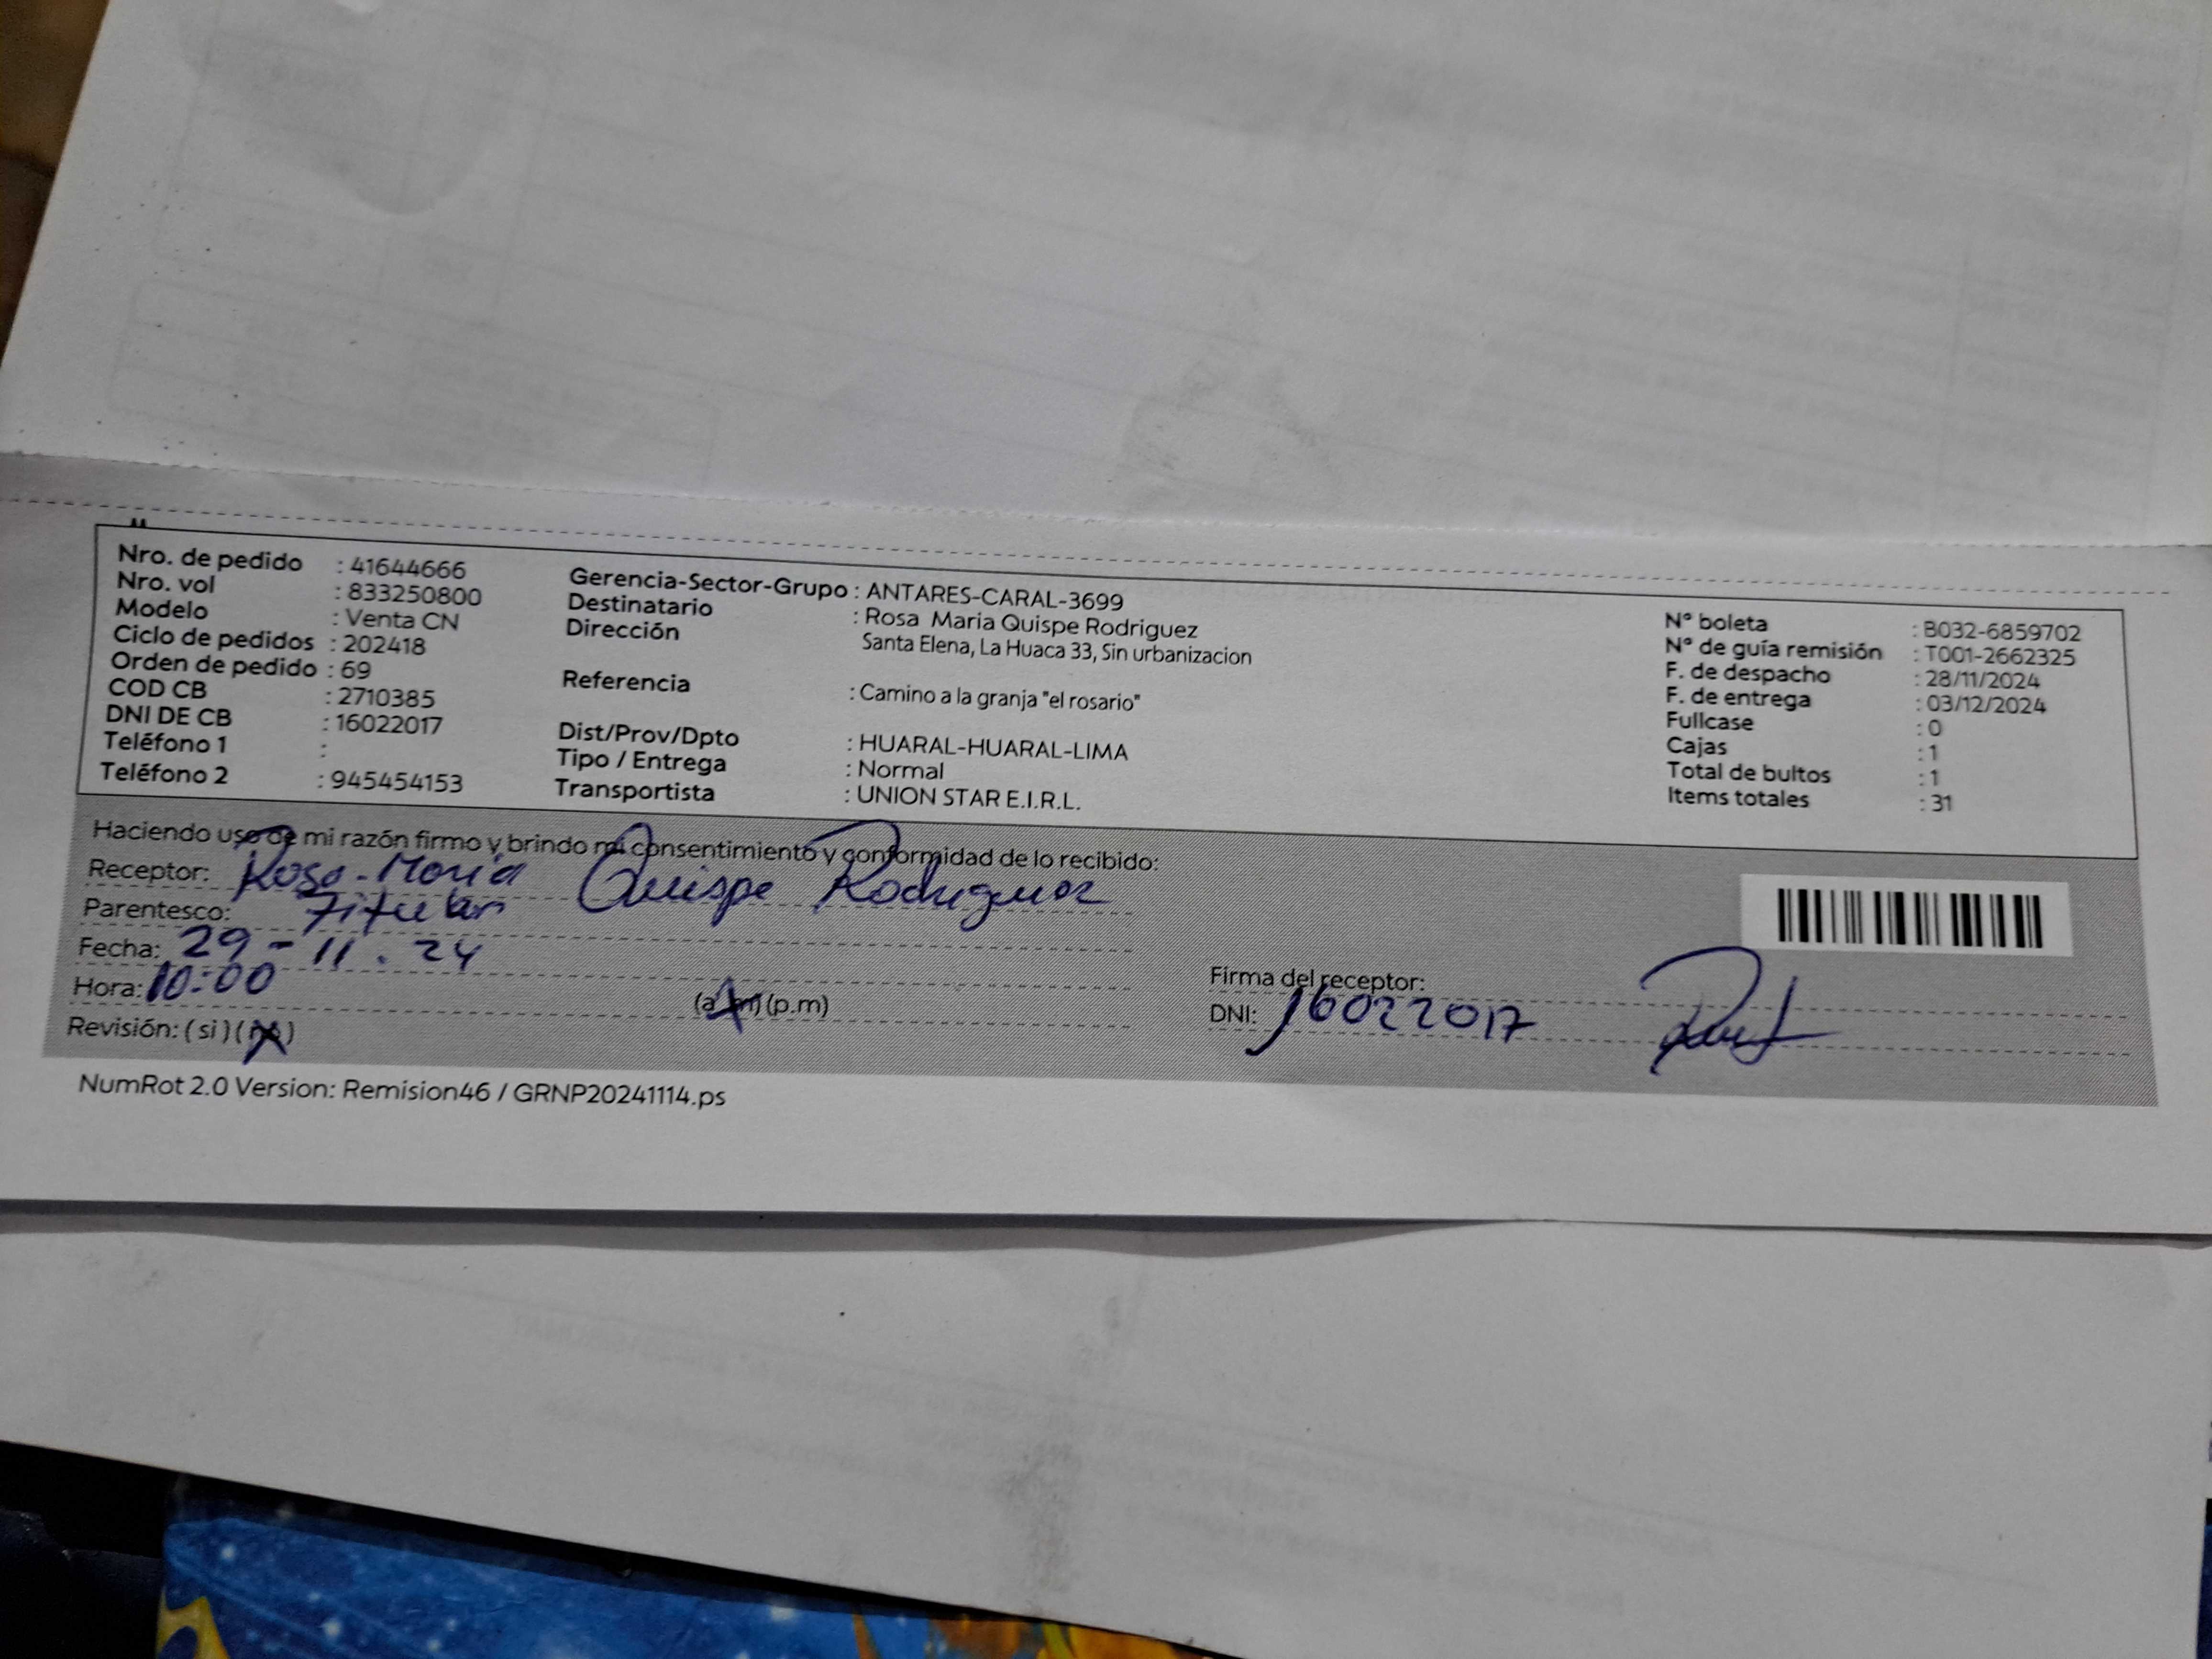 Nro. de pedido : 41644666
Nro. vol : 833250800
Modelo : Venta CN
Ciclo de pedidos : 202418
Orden de pedido : 69
COD CB : 2710385
DNI DE CB : 16022017
Teléfono 1 :
Teléfono 2 : 945454153
Gerencia-Sector-Grupo : ANTARES-CARAL-3699
Destinatario : Rosa Maria Quispe Rodriguez
Dirección Santa Elena, La Huaca 33, Sin urbanizacion
Referencia : Camino a la granja "el rosario"
Dist/Prov/Dpto : HUARAL-HUARAL-LIMA
Tipo / Entrega : Normal
Transportista : UNION STAR E.I.R.L.
N° boleta : B032-6859702
N° de guía remisión : T001-2662325
F. de despacho : 28/11/2024
F. de entrega : 03/12/2024
Fullcase : 0
Cajas : 1
Total de bultos : 1
Items totales : 31
Haciendo uso de mi razón firmo y brindo mi consentimiento y conformidad de lo recibido:
Receptor: Rosa Maria Quispe Rodriguez
Parentesco: Titular
Fecha: 29-11.24
Hora: 10:00 (a.m) (p.m)
Revisión: (si) (no)
Firma del receptor:
DNI: 16022017
NumRot 2.0 Version: Remision46 / GRNP20241114.ps